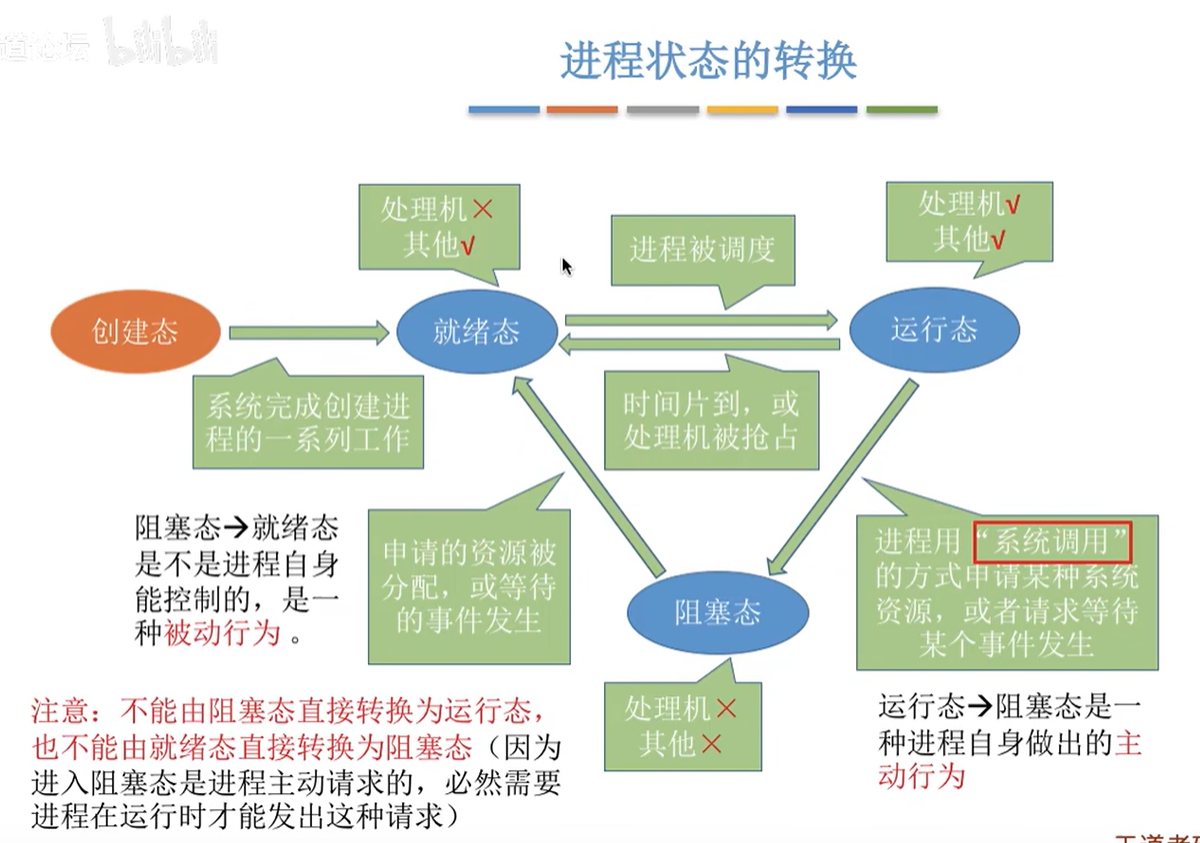 道论坛 bilibili
进程状态的转换
处理机×
其他√
进程被调度
处理机√
其他√
创建态
就绪态
运行态
系统完成创建进
程的一系列工作
时间片到，或
处理机被抢占
阻塞态→就绪态
是不是进程自身
能控制的，是一
种被动行为 。
申请的资源被
分配，或等待
的事件发生
进程用“系统调用”
的方式申请某种系统
资源，或者请求等待
某个事件发生
阻塞态
处理机×
其他×
运行态→阻塞态是一
种进程自身做出的主
动行为
注意：不能由阻塞态直接转换为运行态，
也不能由就绪态直接转换为阻塞态（因为
进入阻塞态是进程主动请求的，必然需要
进程在运行时才能发出这种请求）